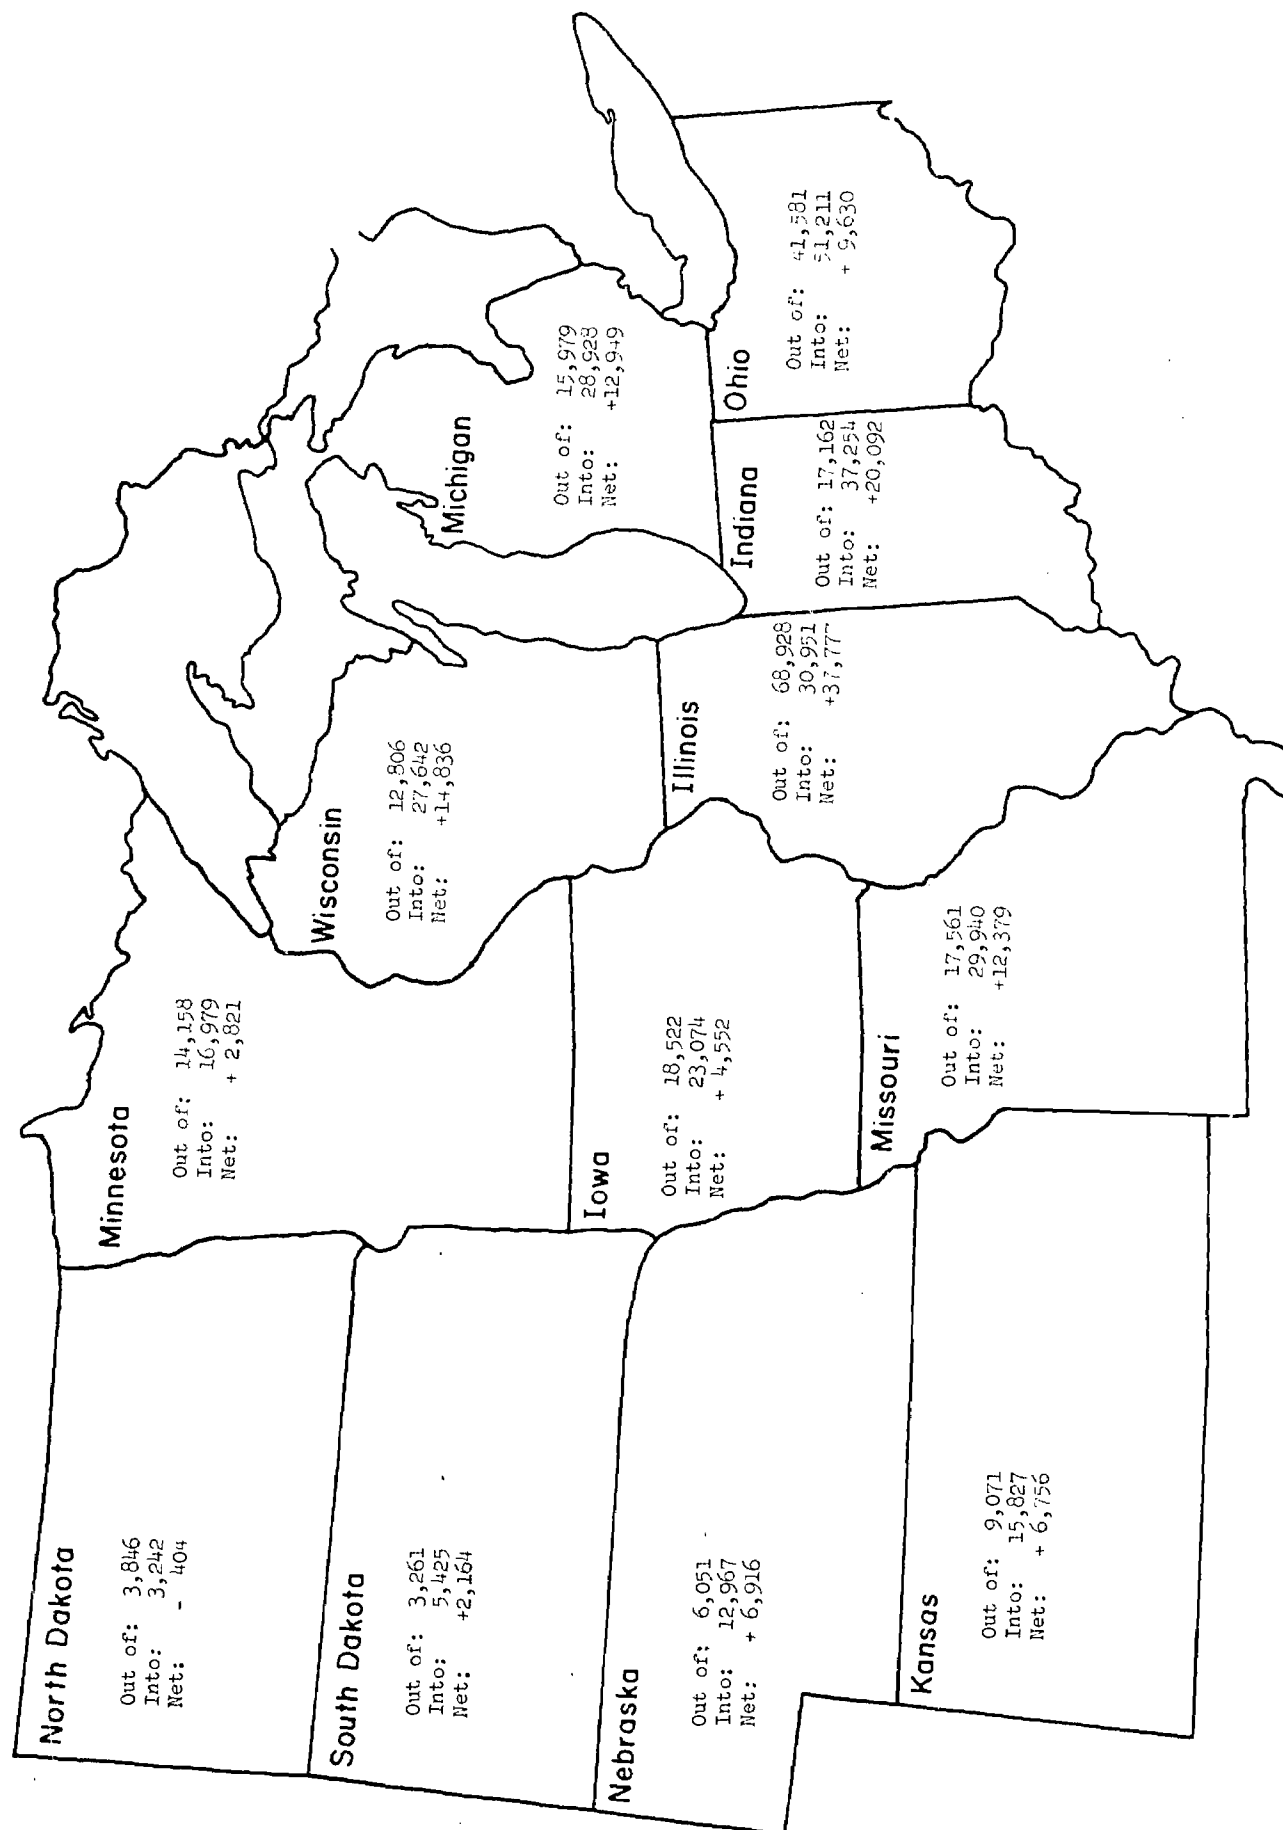 North Dakota
Out of: 3,846
Into: 3,242
Net: - 404
Minnesota
Out of: 14,158
Into: 16,979
Net: + 2,821
South Dakota
Out of: 3,261
Into: 5,425
Net: +2,164
Wisconsin
Out of: 12,806
Into: 27,642
Net: +14,836
Michigan
Out of: 15,979
Into: 28,928
Net: +12,949
Nebraska
Out of: 6,051
Into: 12,967
Net: + 6,916
Iowa
Out of: 18,522
Into: 23,074
Net: + 4,552
Illinois
Out of: 68,928
Into: 30,951
Net:
Indiana
Out of: 17,162
Into: 37,254
Net: +20,092
Ohio
Out of: 41,581
Into: 51,211
Net: + 9,630
Kansas
Out of: 9,071
Into: 15,827
Net: + 6,756
Missouri
Out of: 17,561
Into: 29,940
Net: +12,379